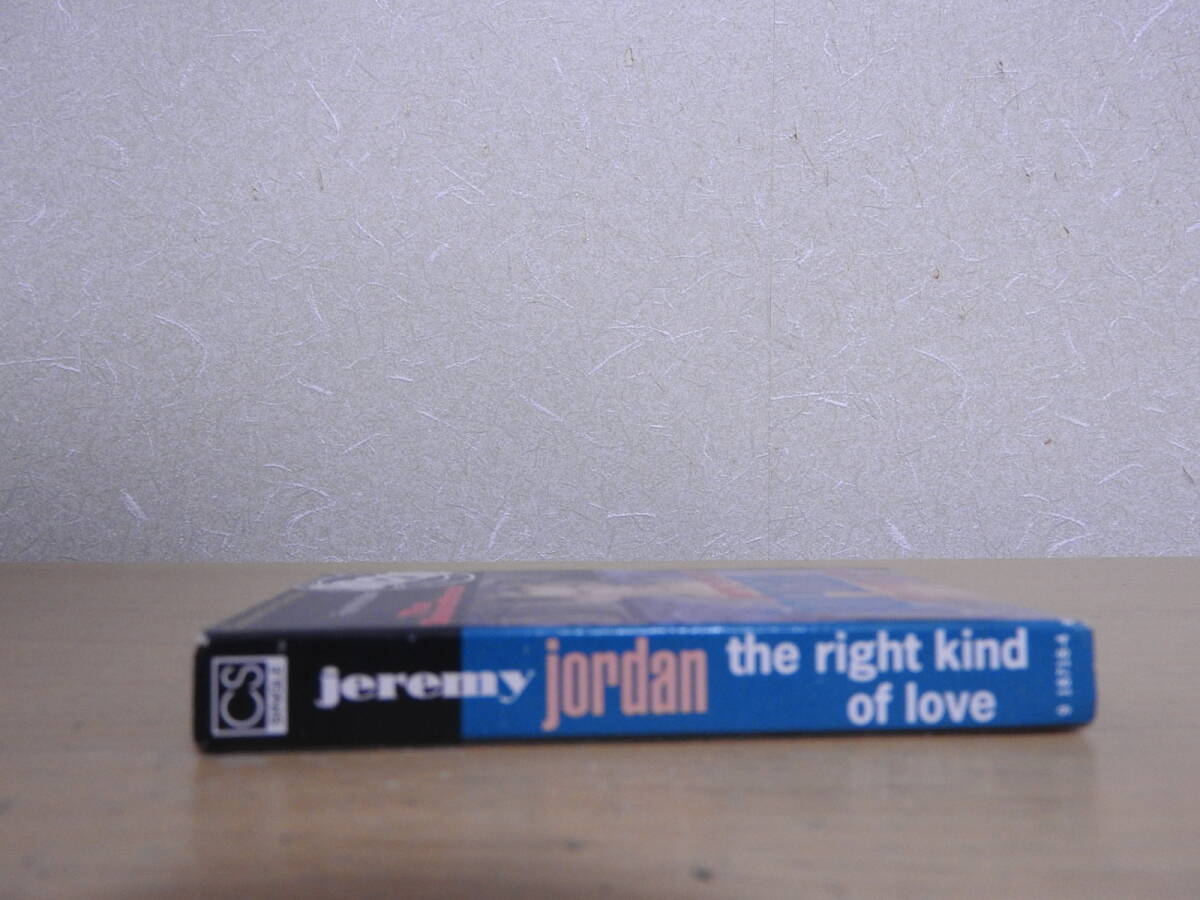 CS
SINGLE
jeremy jordan
the right kind
of love
9 18718-4